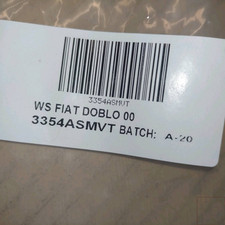 3354ASMVT
WS FIAT DOBLO 00
3354ASMVT BATCH: A-20